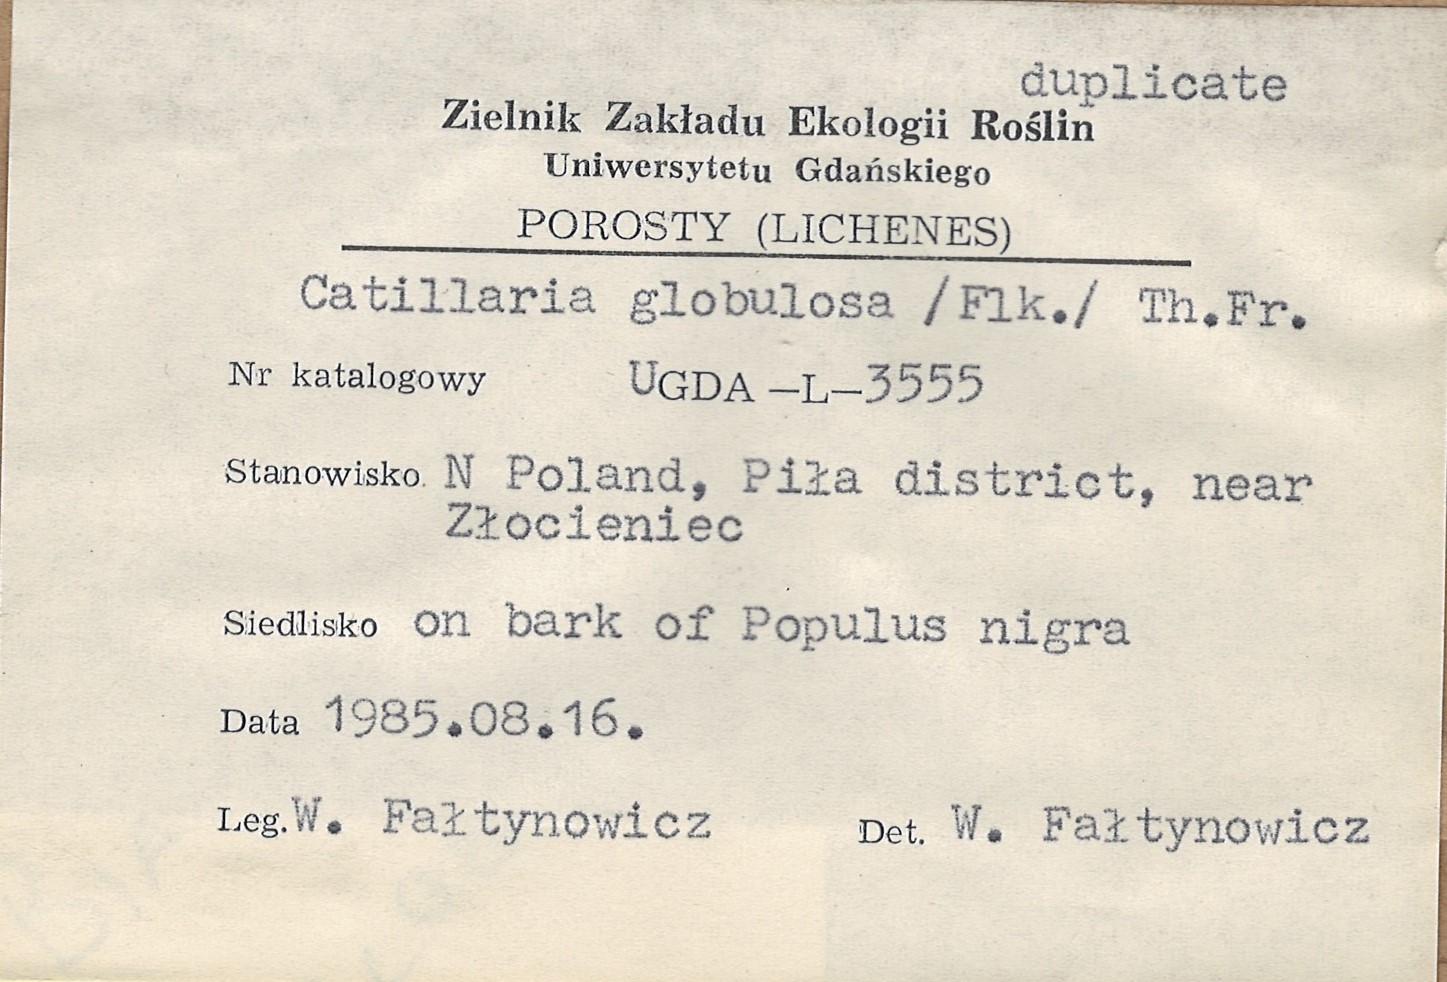 duplicate
Zielnik Zakładu Ekologii Roślin
Uniwersytetu Gdańskiego
POROSTY (LICHENES)
Catillaria globulosa /Flk./ Th.Fr.
Nr katalogowy UGDA –L–3555
Stanowisko N Poland, Piła district, near
Złocieniec
Siedlisko on bark of Populus nigra
Data 1985.08.16.
Leg. W. Fałtynowicz Det. W. Fałtynowicz